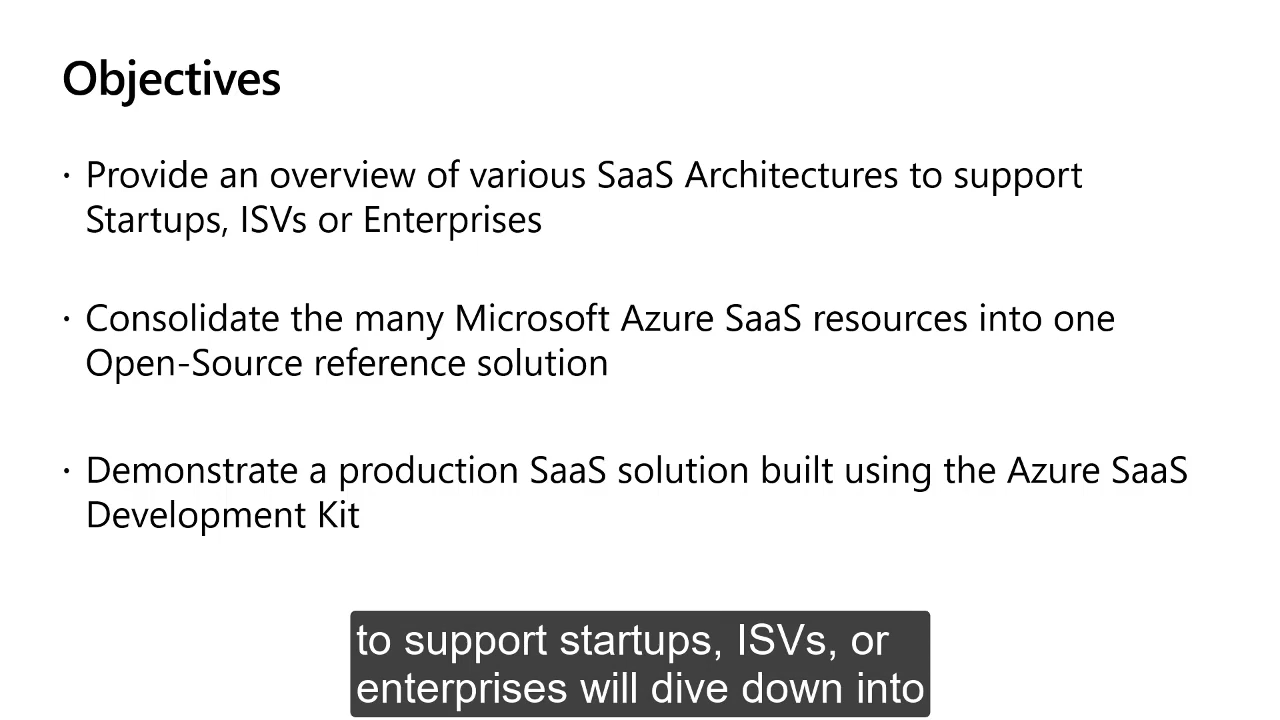 Objectives
· Provide an overview of various SaaS Architectures to support
Startups, ISVs or Enterprises
· Consolidate the many Microsoft Azure SaaS resources into one
Open-Source reference solution
· Demonstrate a production SaaS solution built using the Azure SaaS
Development Kit
to support startups, ISVs, or
enterprises will dive down into